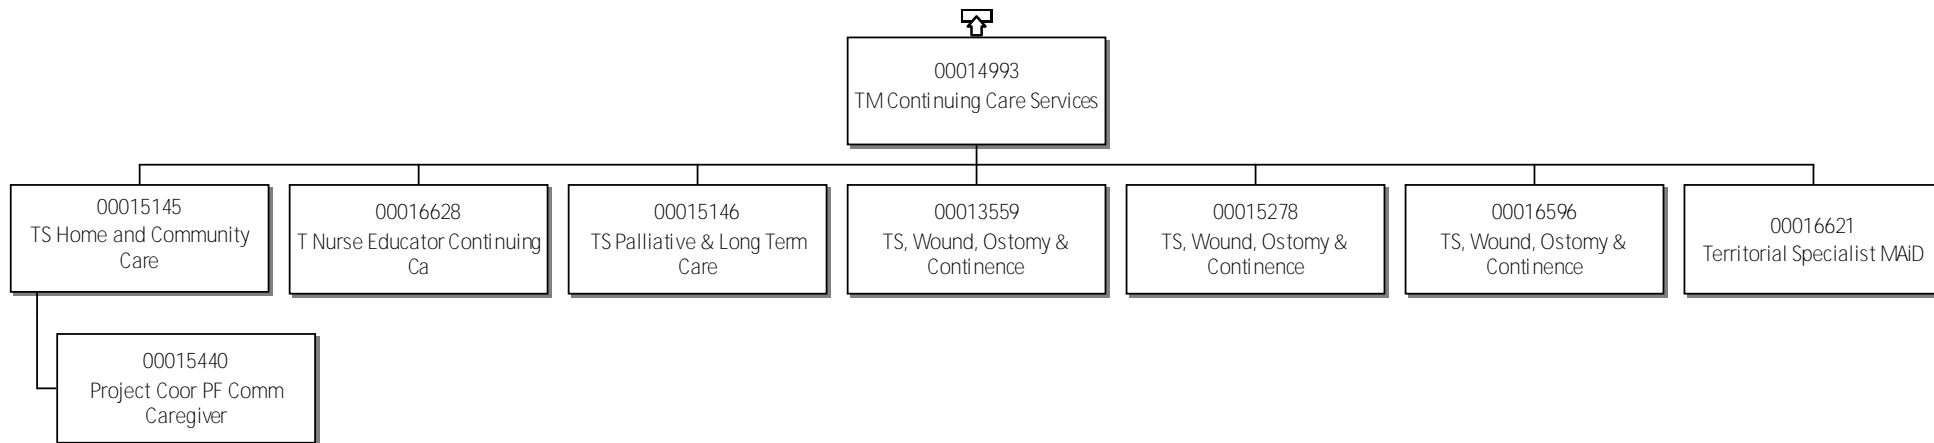 00014993
TM Continuing Care Services
00015145
TS Home and Community
Care
00016628
T Nurse Educator Continuing
Ca
00015146
TS Palliative & Long Term
Care
00013559
TS, Wound, Ostomy &
Continence
00015278
TS, Wound, Ostomy &
Continence
00016596
TS, Wound, Ostomy &
Continence
00016621
Territorial Specialist MAiD
00015440
Project Coor PF Comm
Caregiver